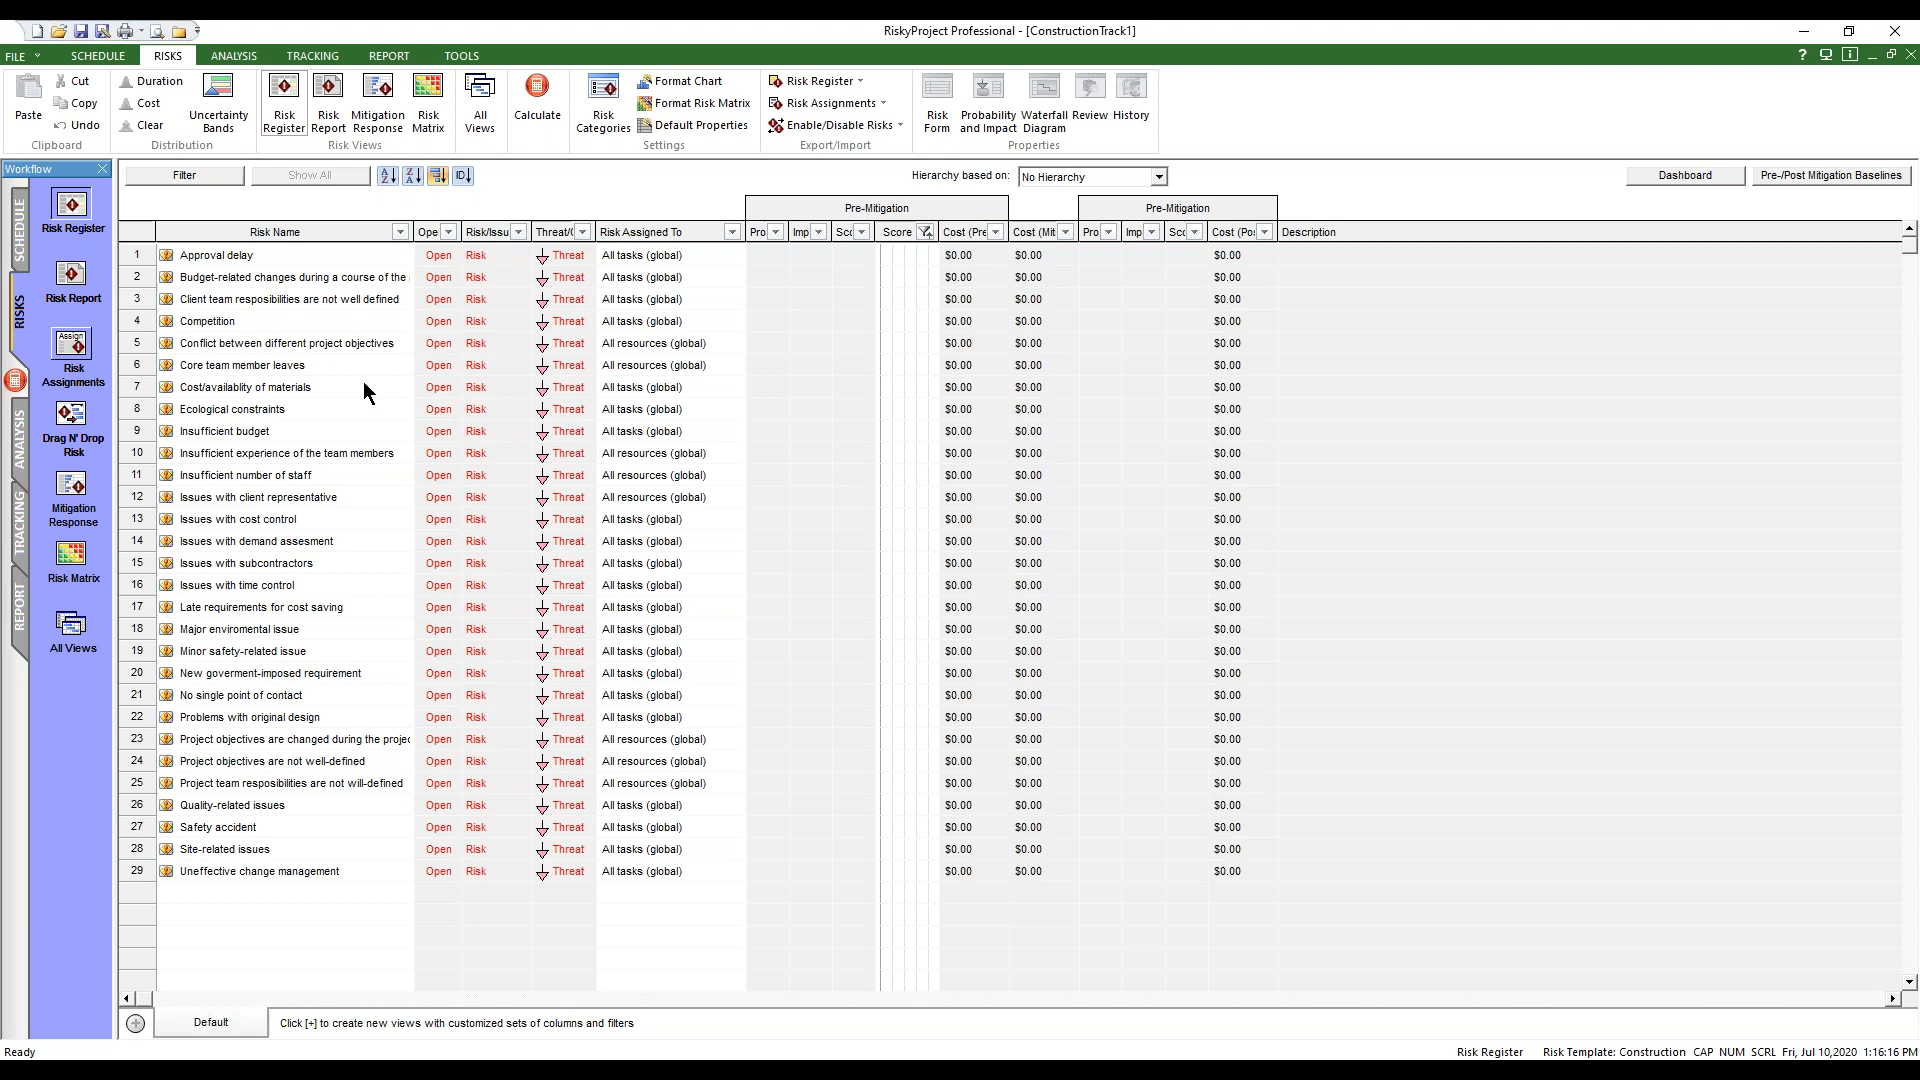 RiskyProject Professional - [ConstructionTrack1]
FILE SCHEDULE RISKS ANALYSIS TRACKING REPORT TOOLS
Paste Cut Copy Undo Clipboard
Duration Cost Clear Uncertainty Bands Distribution
Risk Register Risk Report Mitigation Response Risk Matrix Risk Views
All Views
Calculate
Risk Categories Format Chart Format Risk Matrix Default Properties Settings
Risk Register Risk Assignments Enable/Disable Risks Export/Import
Risk Form Probability and Impact Waterfall Diagram Review History Properties
Workflow
SCHEDULE
RISKS
ANALYSIS
TRACKING
REPORT
Risk Register
Risk Report
Assign
Risk Assignments
Drag N' Drop Risk
Mitigation Response
Risk Matrix
All Views
Filter Show All Hierarchy based on: No Hierarchy Dashboard Pre-/Post Mitigation Baselines
Pre-Mitigation Pre-Mitigation
Risk Name Ope Risk/Issu Threat/( Risk Assigned To Pro Imp Sco Score Cost (Pre Cost (Mit Pro Imp Sco Cost (Pos Description
1 Approval delay Open Risk Threat All tasks (global) $0.00 $0.00 $0.00
2 Budget-related changes during a course of the Open Risk Threat All tasks (global) $0.00 $0.00 $0.00
3 Client team resposibilities are not well defined Open Risk Threat All tasks (global) $0.00 $0.00 $0.00
4 Competition Open Risk Threat All tasks (global) $0.00 $0.00 $0.00
5 Conflict between different project objectives Open Risk Threat All resources (global) $0.00 $0.00 $0.00
6 Core team member leaves Open Risk Threat All resources (global) $0.00 $0.00 $0.00
7 Cost/availablity of materials Open Risk Threat All tasks (global) $0.00 $0.00 $0.00
8 Ecological constraints Open Risk Threat All tasks (global) $0.00 $0.00 $0.00
9 Insufficient budget Open Risk Threat All tasks (global) $0.00 $0.00 $0.00
10 Insufficient experience of the team members Open Risk Threat All resources (global) $0.00 $0.00 $0.00
11 Insufficient number of staff Open Risk Threat All resources (global) $0.00 $0.00 $0.00
12 Issues with client representative Open Risk Threat All resources (global) $0.00 $0.00 $0.00
13 Issues with cost control Open Risk Threat All tasks (global) $0.00 $0.00 $0.00
14 Issues with demand assesment Open Risk Threat All tasks (global) $0.00 $0.00 $0.00
15 Issues with subcontractors Open Risk Threat All tasks (global) $0.00 $0.00 $0.00
16 Issues with time control Open Risk Threat All tasks (global) $0.00 $0.00 $0.00
17 Late requirements for cost saving Open Risk Threat All tasks (global) $0.00 $0.00 $0.00
18 Major enviromental issue Open Risk Threat All tasks (global) $0.00 $0.00 $0.00
19 Minor safety-related issue Open Risk Threat All tasks (global) $0.00 $0.00 $0.00
20 New goverment-imposed requirement Open Risk Threat All tasks (global) $0.00 $0.00 $0.00
21 No single point of contact Open Risk Threat All tasks (global) $0.00 $0.00 $0.00
22 Problems with original design Open Risk Threat All tasks (global) $0.00 $0.00 $0.00
23 Project objectives are changed during the projec Open Risk Threat All resources (global) $0.00 $0.00 $0.00
24 Project objectives are not well-defined Open Risk Threat All resources (global) $0.00 $0.00 $0.00
25 Project team resposibilities are not will-defined Open Risk Threat All resources (global) $0.00 $0.00 $0.00
26 Quality-related issues Open Risk Threat All tasks (global) $0.00 $0.00 $0.00
27 Safety accident Open Risk Threat All tasks (global) $0.00 $0.00 $0.00
28 Site-related issues Open Risk Threat All tasks (global) $0.00 $0.00 $0.00
29 Uneffective change management Open Risk Threat All tasks (global) $0.00 $0.00 $0.00
Default Click [+] to create new views with customized sets of columns and filters
Ready Risk Register Risk Template: Construction CAP NUM SCRL Fri, Jul 10,2020 1:16:16 PM